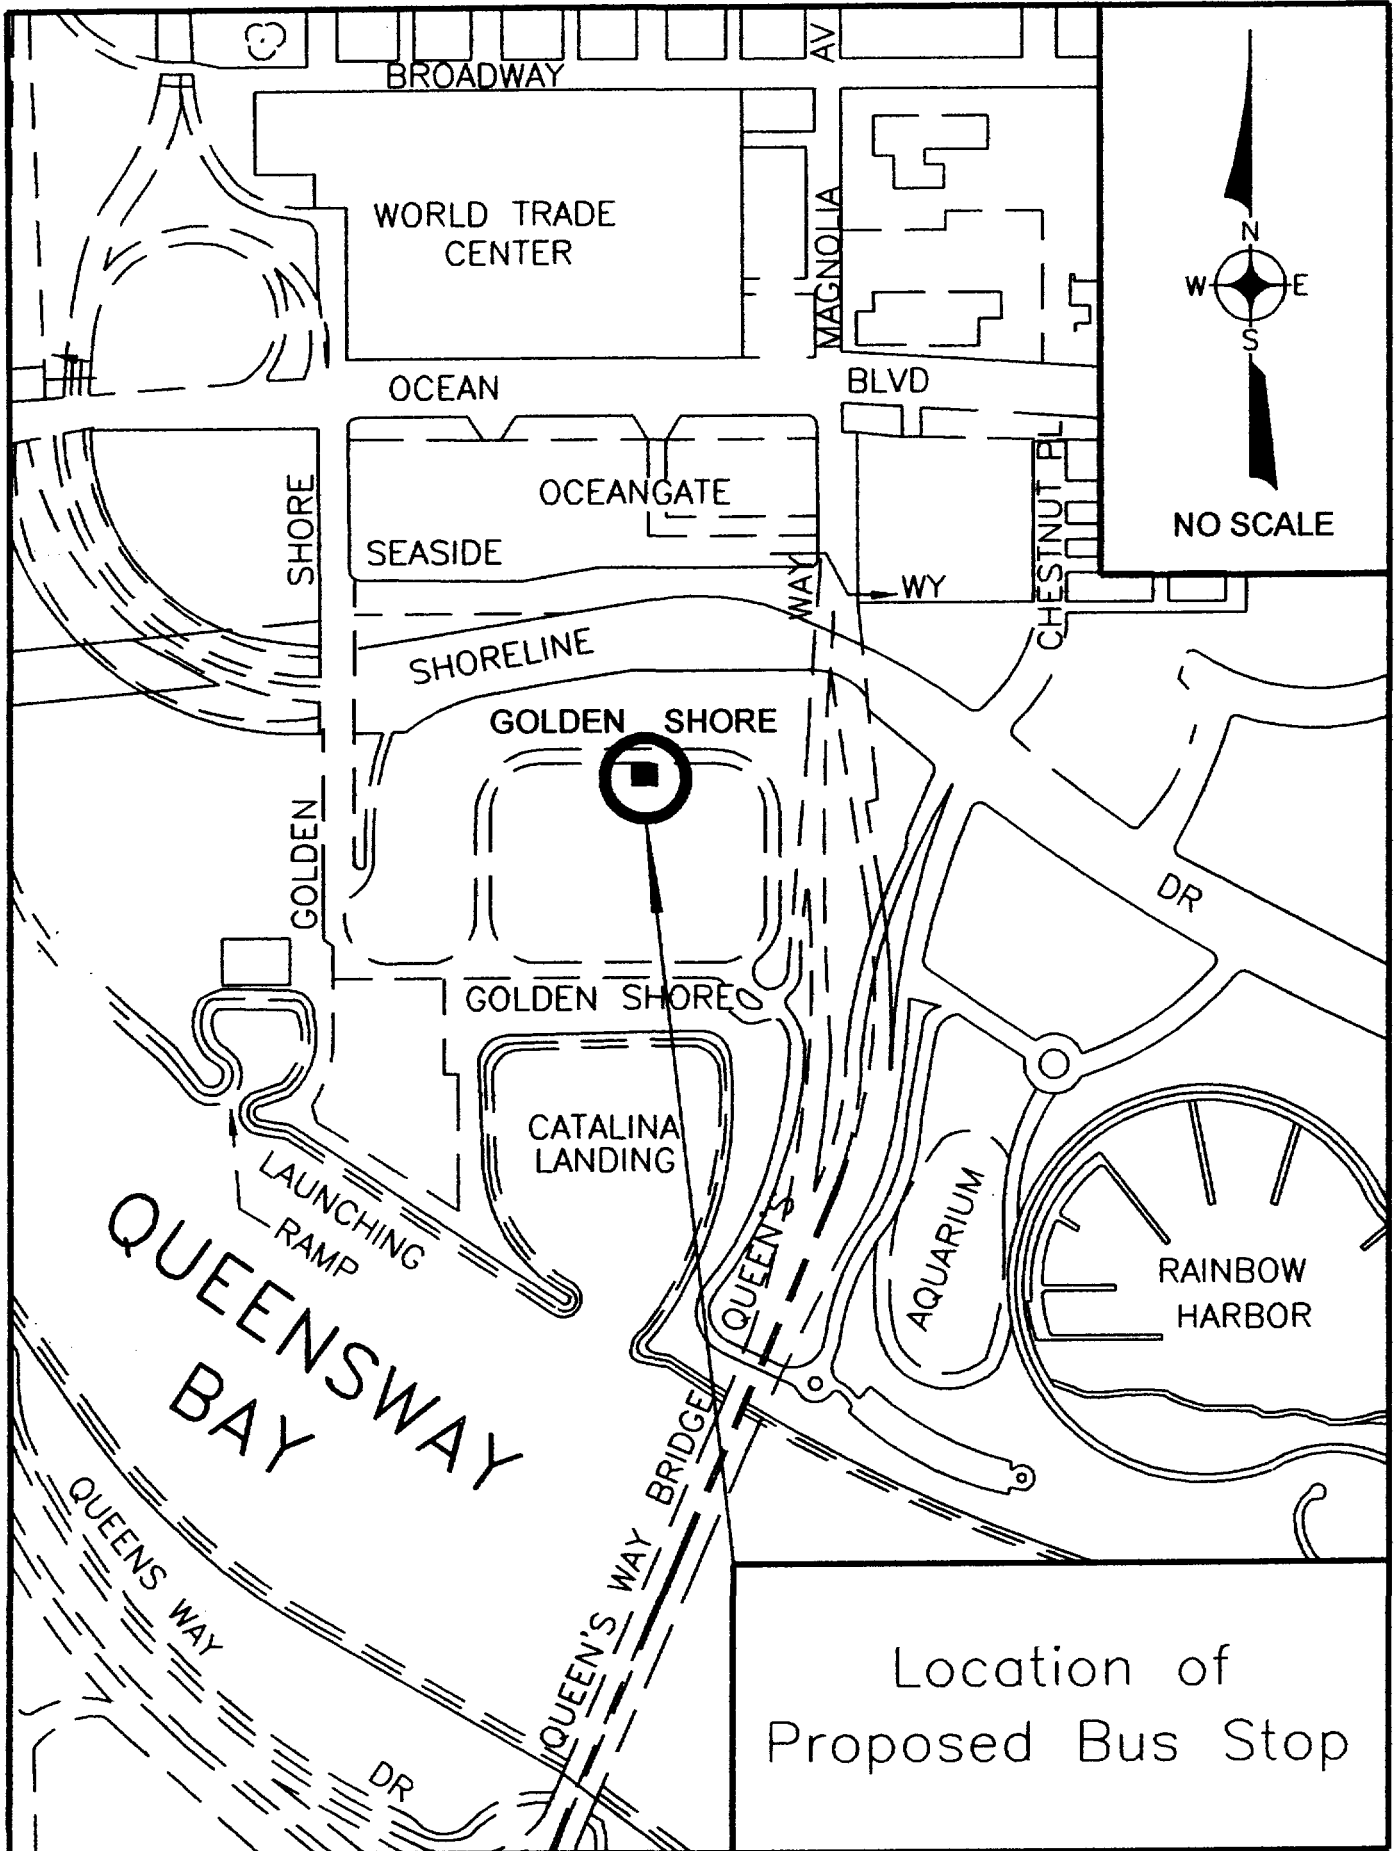 AV
BROADWAY
WORLD TRADE
CENTER
MAGNOLIA
N
W E
S
NO SCALE
OCEAN BLVD
SHORE
OCEANGATE
CHESTNUT PL
SEASIDE
WAY
WY
SHORELINE
GOLDEN SHORE
GOLDEN
DR
GOLDEN SHORE
CATALINA
LANDING
LAUNCHING
RAMP
QUEEN'S
AQUARIUM
RAINBOW
HARBOR
QUEENSWAY
BAY
QUEENS WAY
QUEEN'S WAY BRIDGE
DR
Location of
Proposed Bus Stop